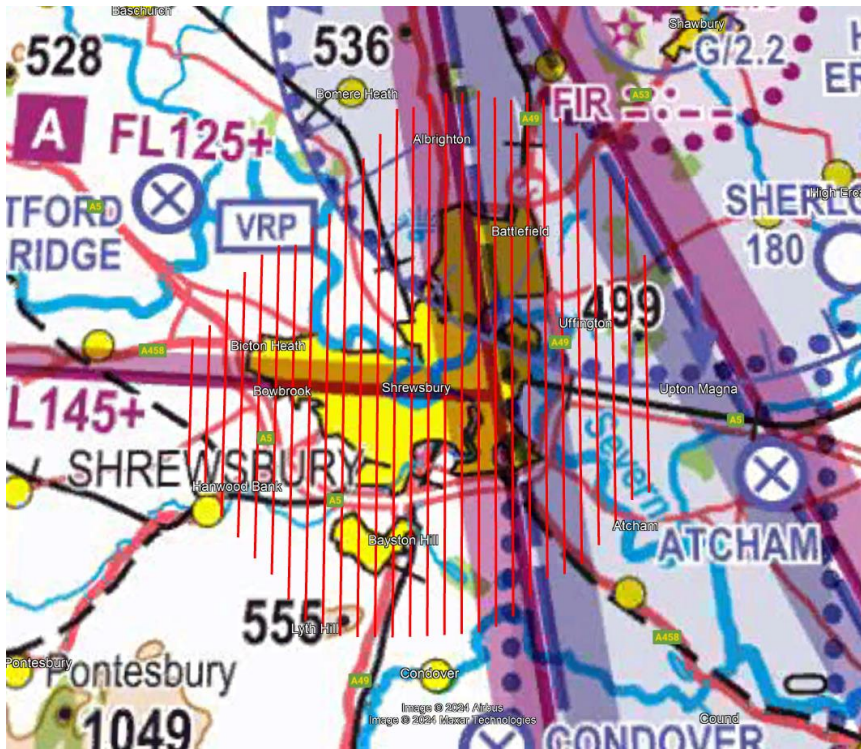 Baschurch
Shawbury
536
528
G/2.2
Bomere Heath
A53
FIR
A
FL125+
A49
Albrighton
A5
TFORD
RIDGE
VRP
SHERL
180
Battlefield
499
Uffington
A458
Bicton Heath
A49
Bowbrook
Shrewsbury
Upton Magna
L145+
A5
A5
SHREWSBURY
Severn
Hanwood Bank
A5
Atcham
ATCHAM
Bayston Hill
555
Lyth Hill
A458
Pontesbury
Pontesbury
Condover
A49
1049
Image © 2024 Airbus
Image © 2024 Maxar Technologies
Cound
CONDOVER